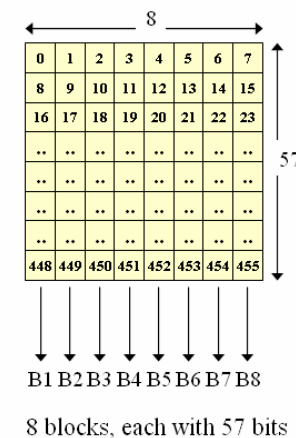 8
0 1 2 3 4 5 6 7
8 9 10 11 12 13 14 15
16 17 18 19 20 21 22 23
.. .. .. .. .. .. .. ..
.. .. .. .. .. .. .. ..
.. .. .. .. .. .. .. ..
.. .. .. .. .. .. .. ..
57
448 449 450 451 452 453 454 455
B1 B2 B3 B4 B5 B6 B7 B8
8 blocks, each with 57 bits